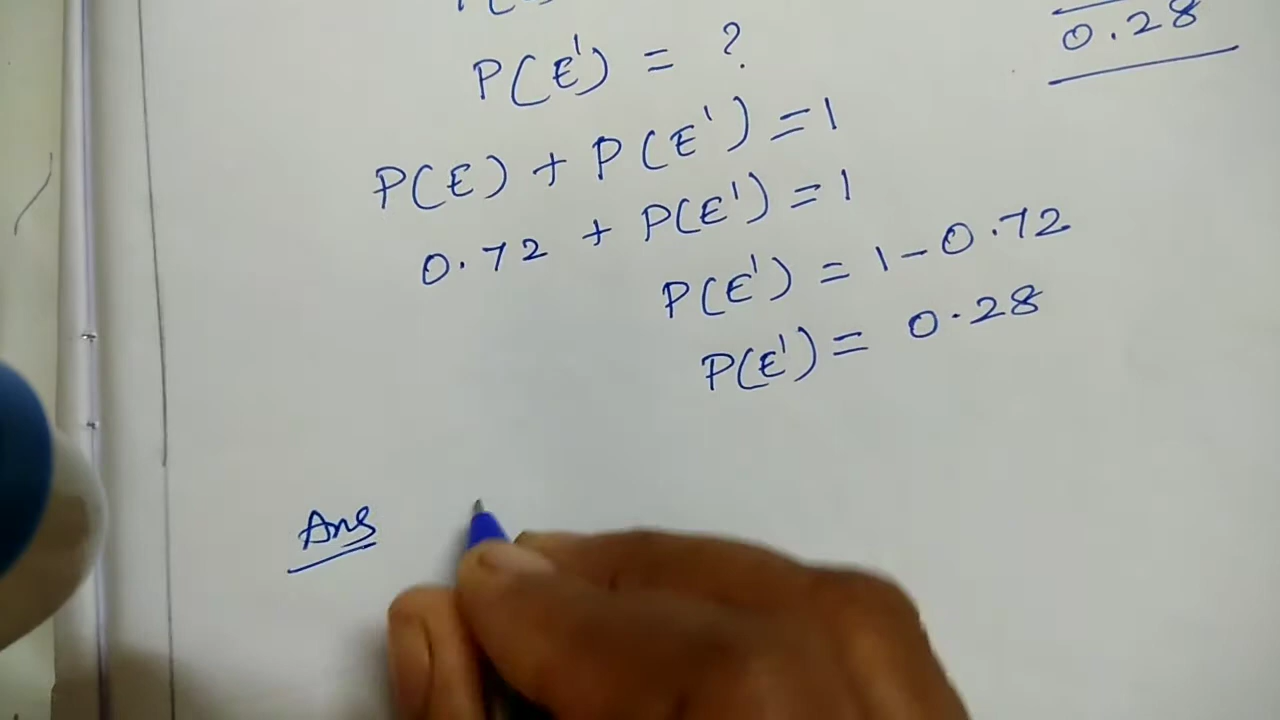 P(E') = ?
0.28
P(E) + P(E') = 1
0.72 + P(E') = 1
P(E') = 1 - 0.72
P(E') = 0.28
Ans